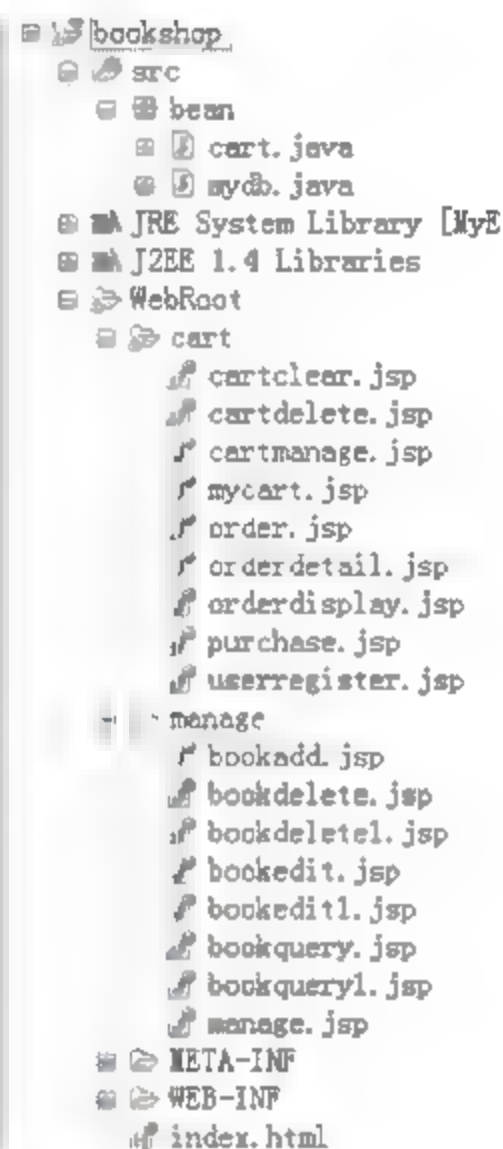 bookshop
src
bean
cart.java
mydb.java
JRE System Library [MyE
J2EE 1.4 Libraries
WebRoot
cart
cartclear.jsp
cartdelete.jsp
cartmanage.jsp
mycart.jsp
order.jsp
orderdetail.jsp
orderdisplay.jsp
purchase.jsp
userregister.jsp
manage
bookadd.jsp
bookdelete.jsp
bookdelete1.jsp
bookedit.jsp
bookedit1.jsp
bookquery.jsp
bookquery1.jsp
manage.jsp
META-INF
WEB-INF
index.html